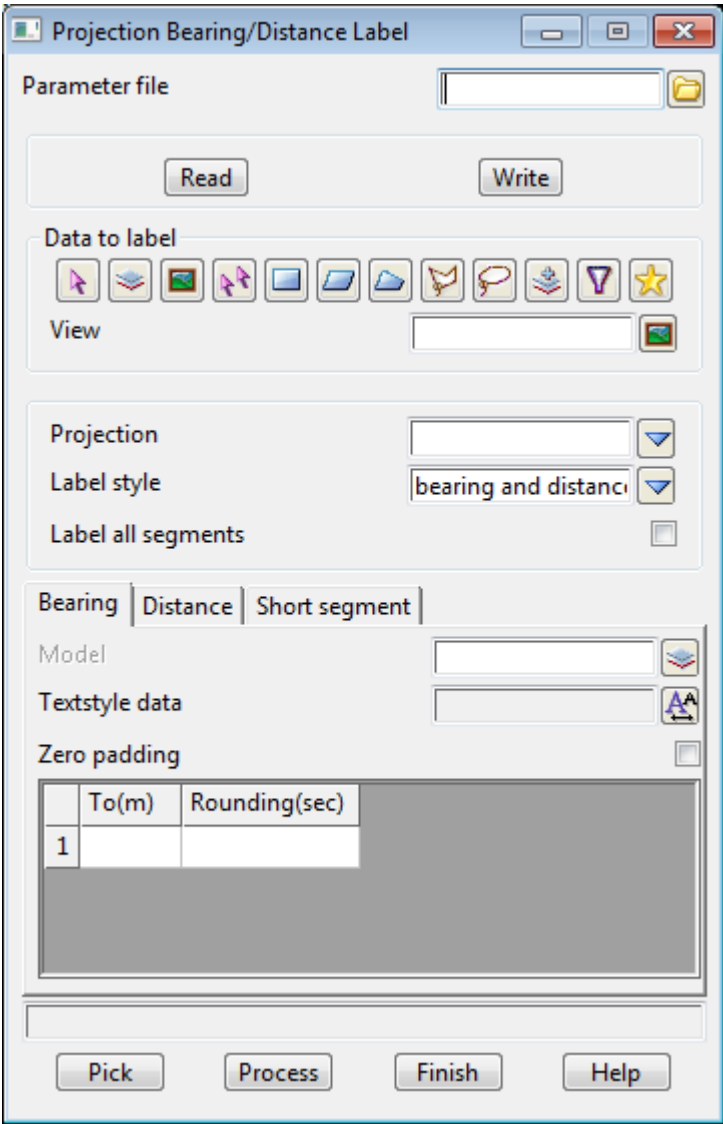 Projection Bearing/Distance Label
Parameter file
Read Write
Data to label
View
Projection
Label style bearing and distanc
Label all segments
Bearing Distance Short segment
Model
Textstyle data
Zero padding
To(m) Rounding(sec)
1
Pick Process Finish Help